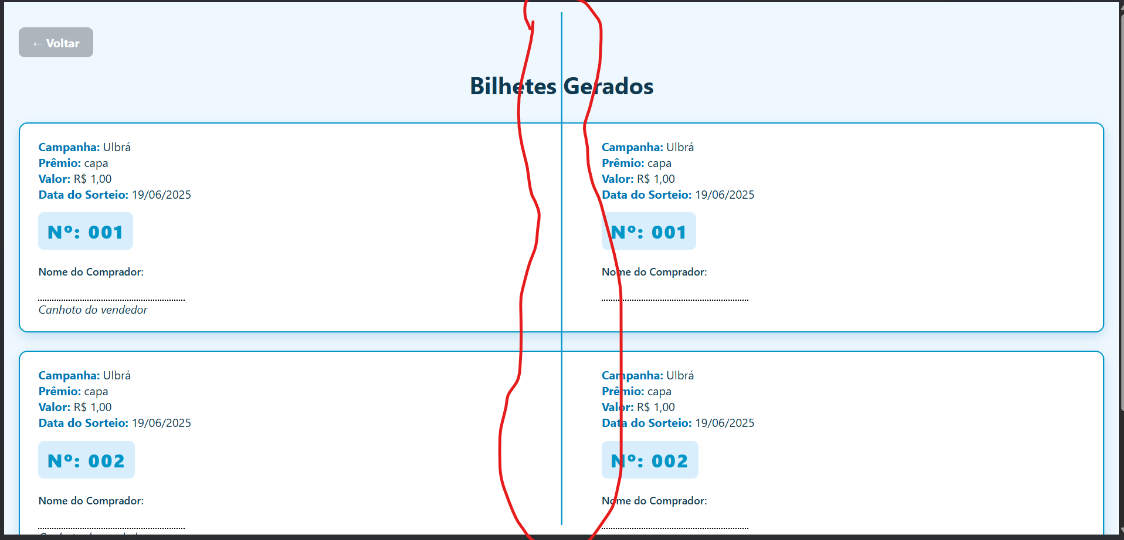 ← Voltar
Bilhetes Gerados
Campanha: Ulbrá
Prêmio: capa
Valor: R$ 1,00
Data do Sorteio: 19/06/2025
Nº: 001
Nome do Comprador:
Canhoto do vendedor
Campanha: Ulbrá
Prêmio: capa
Valor: R$ 1,00
Data do Sorteio: 19/06/2025
Nº: 001
Nome do Comprador:
Campanha: Ulbrá
Prêmio: capa
Valor: R$ 1,00
Data do Sorteio: 19/06/2025
Nº: 002
Nome do Comprador:
Campanha: Ulbrá
Prêmio: capa
Valor: R$ 1,00
Data do Sorteio: 19/06/2025
Nº: 002
Nome do Comprador: